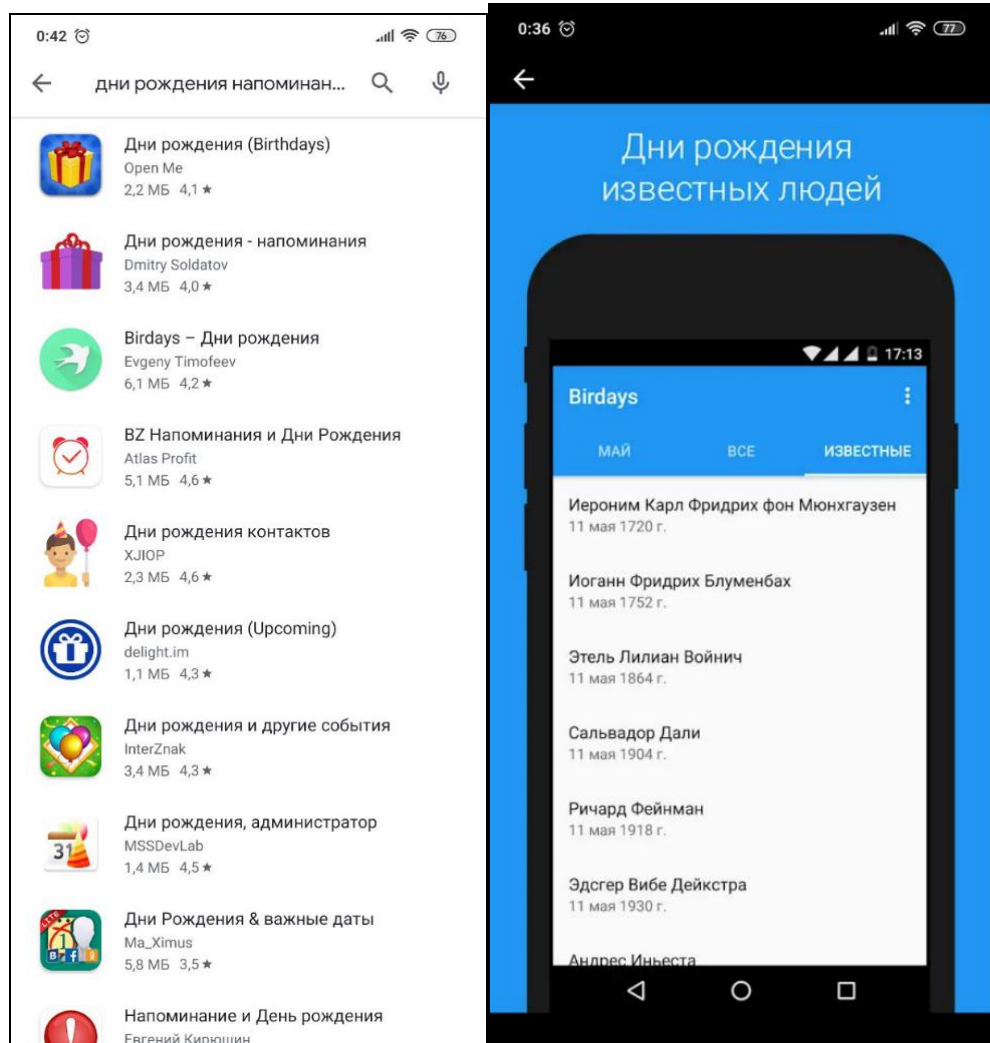 0:42
76
дни рождения напоминан...
Дни рождения (Birthdays)
Open Me
2,2 МБ 4,1 ★
Дни рождения - напоминания
Dmitry Soldatov
3,4 МБ 4,0 ★
Birdays – Дни рождения
Evgeny Timofeev
6,1 МБ 4,2 ★
BZ Напоминания и Дни Рождения
Atlas Profit
5,1 МБ 4,6 ★
Дни рождения контактов
XJIOP
2,3 МБ 4,6 ★
Дни рождения (Upcoming)
delight.im
1,1 МБ 4,3 ★
Дни рождения и другие события
InterZnak
3,4 МБ 4,3 ★
31
Дни рождения, администратор
MSSDevLab
1,4 МБ 4,5 ★
LITE
1
Дни Рождения & важные даты
Ma_Ximus
5,8 МБ 3,5 ★
Напоминание и День рождения
Евгений Кирюшин
0:36
77
Дни рождения
известных людей
17:13
Birdays
МАЙ ВСЕ ИЗВЕСТНЫЕ
Иероним Карл Фридрих фон Мюнхгаузен
11 мая 1720 г.
Иоганн Фридрих Блуменбах
11 мая 1752 г.
Этель Лилиан Войнич
11 мая 1864 г.
Сальвадор Дали
11 мая 1904 г.
Ричард Фейнман
11 мая 1918 г.
Эдсгер Вибе Дейкстра
11 мая 1930 г.
Андрес Иньеста